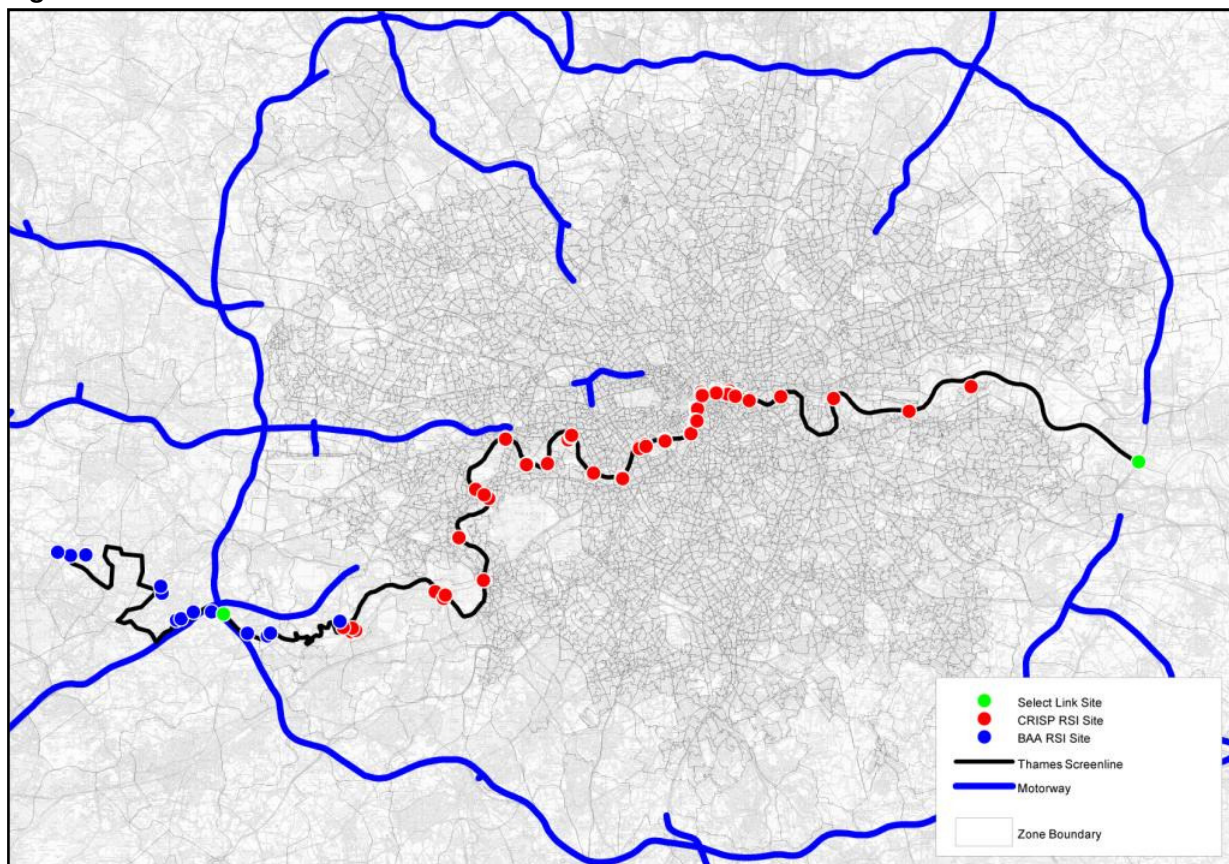 Select Link Site
CRISP RSI Site
BAA RSI Site
Thames Screenline
Motorway
Zone Boundary